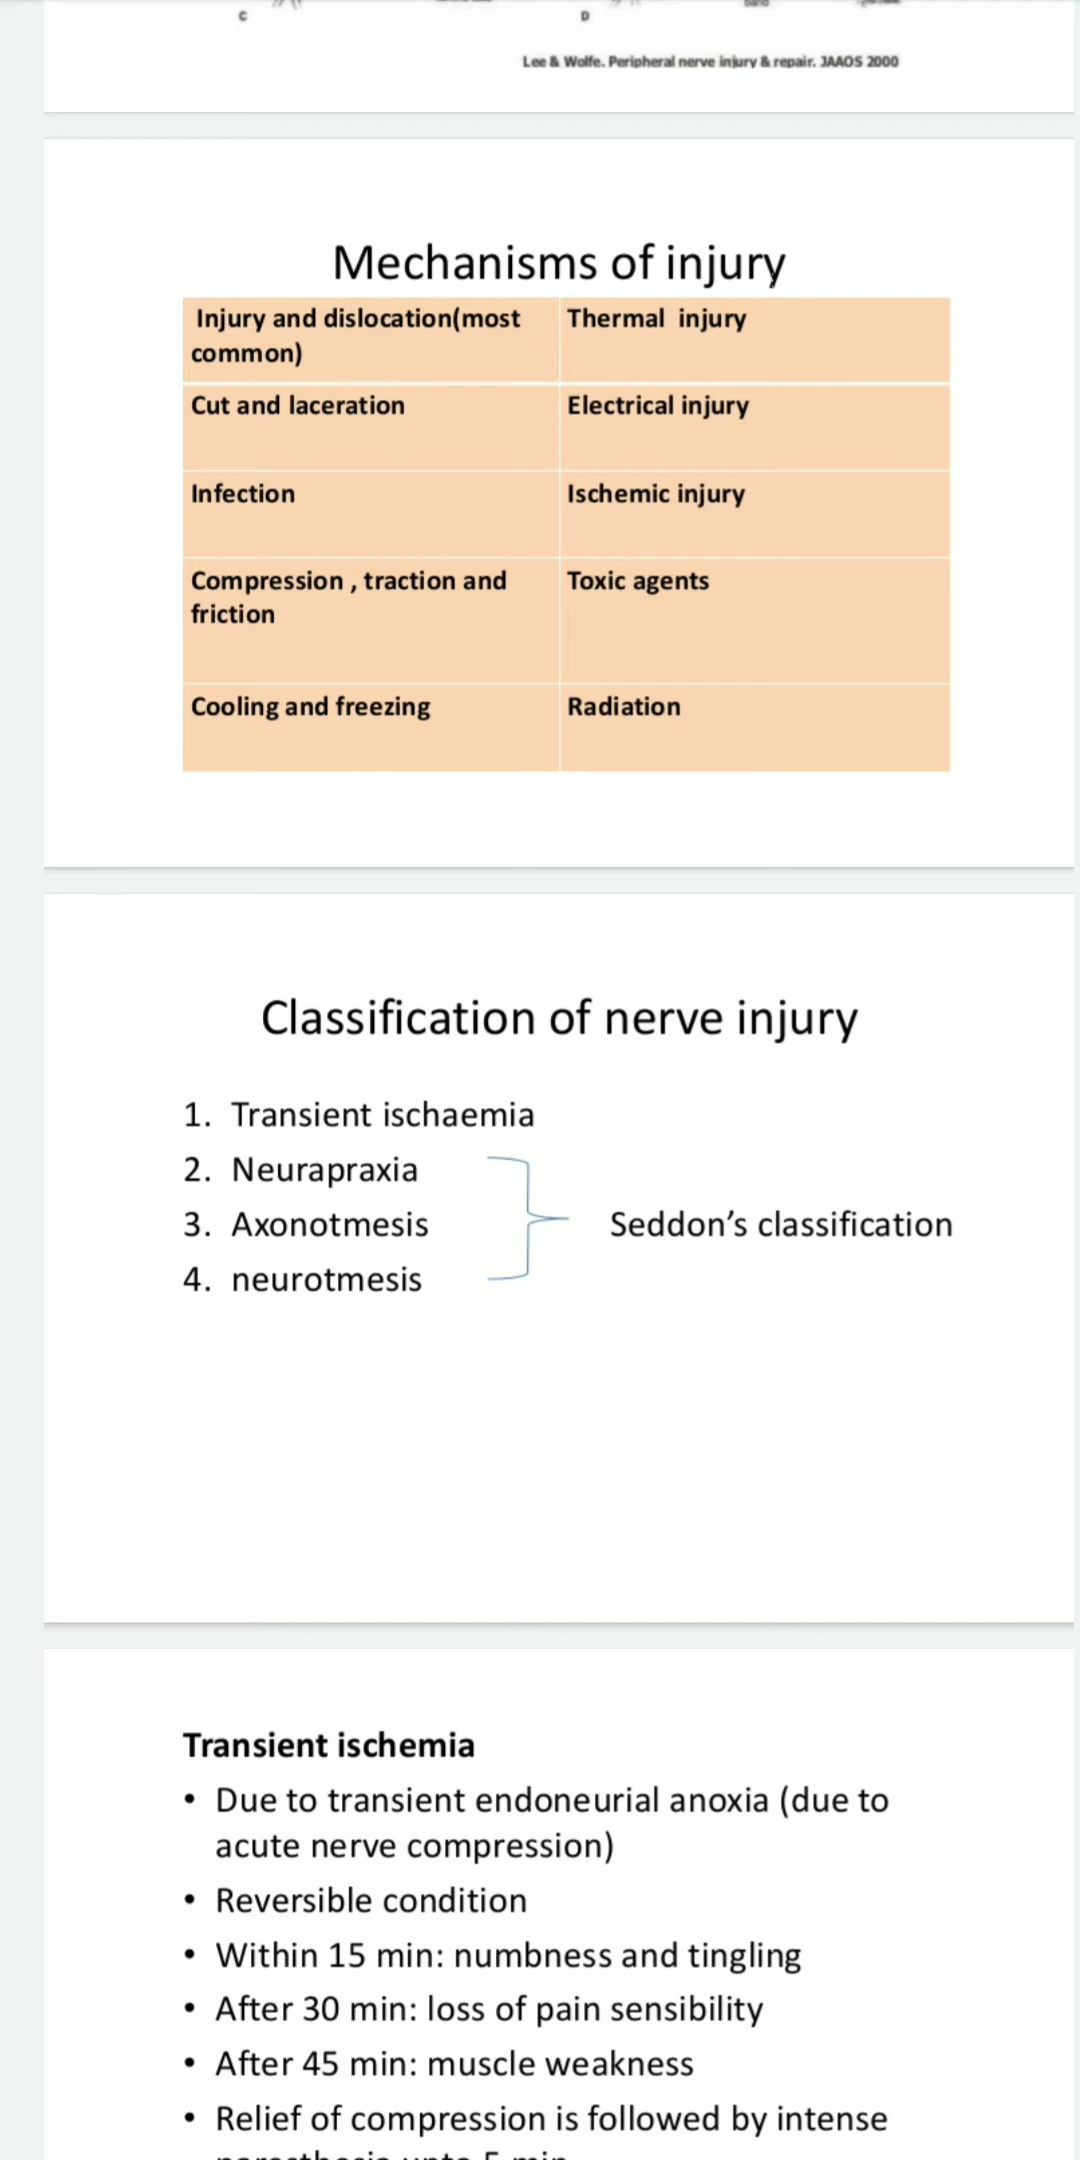 C D
Lee & Wolfe. Peripheral nerve injury & repair. JAAOS 2000
Mechanisms of injury
Injury and dislocation(most
common)
Thermal injury
Cut and laceration
Electrical injury
Infection
Ischemic injury
Compression , traction and
friction
Toxic agents
Cooling and freezing
Radiation
Classification of nerve injury
1. Transient ischaemia
2. Neurapraxia
3. Axonotmesis
4. neurotmesis
Seddon’s classification
Transient ischemia
• Due to transient endoneurial anoxia (due to
acute nerve compression)
• Reversible condition
• Within 15 min: numbness and tingling
• After 30 min: loss of pain sensibility
• After 45 min: muscle weakness
• Relief of compression is followed by intense